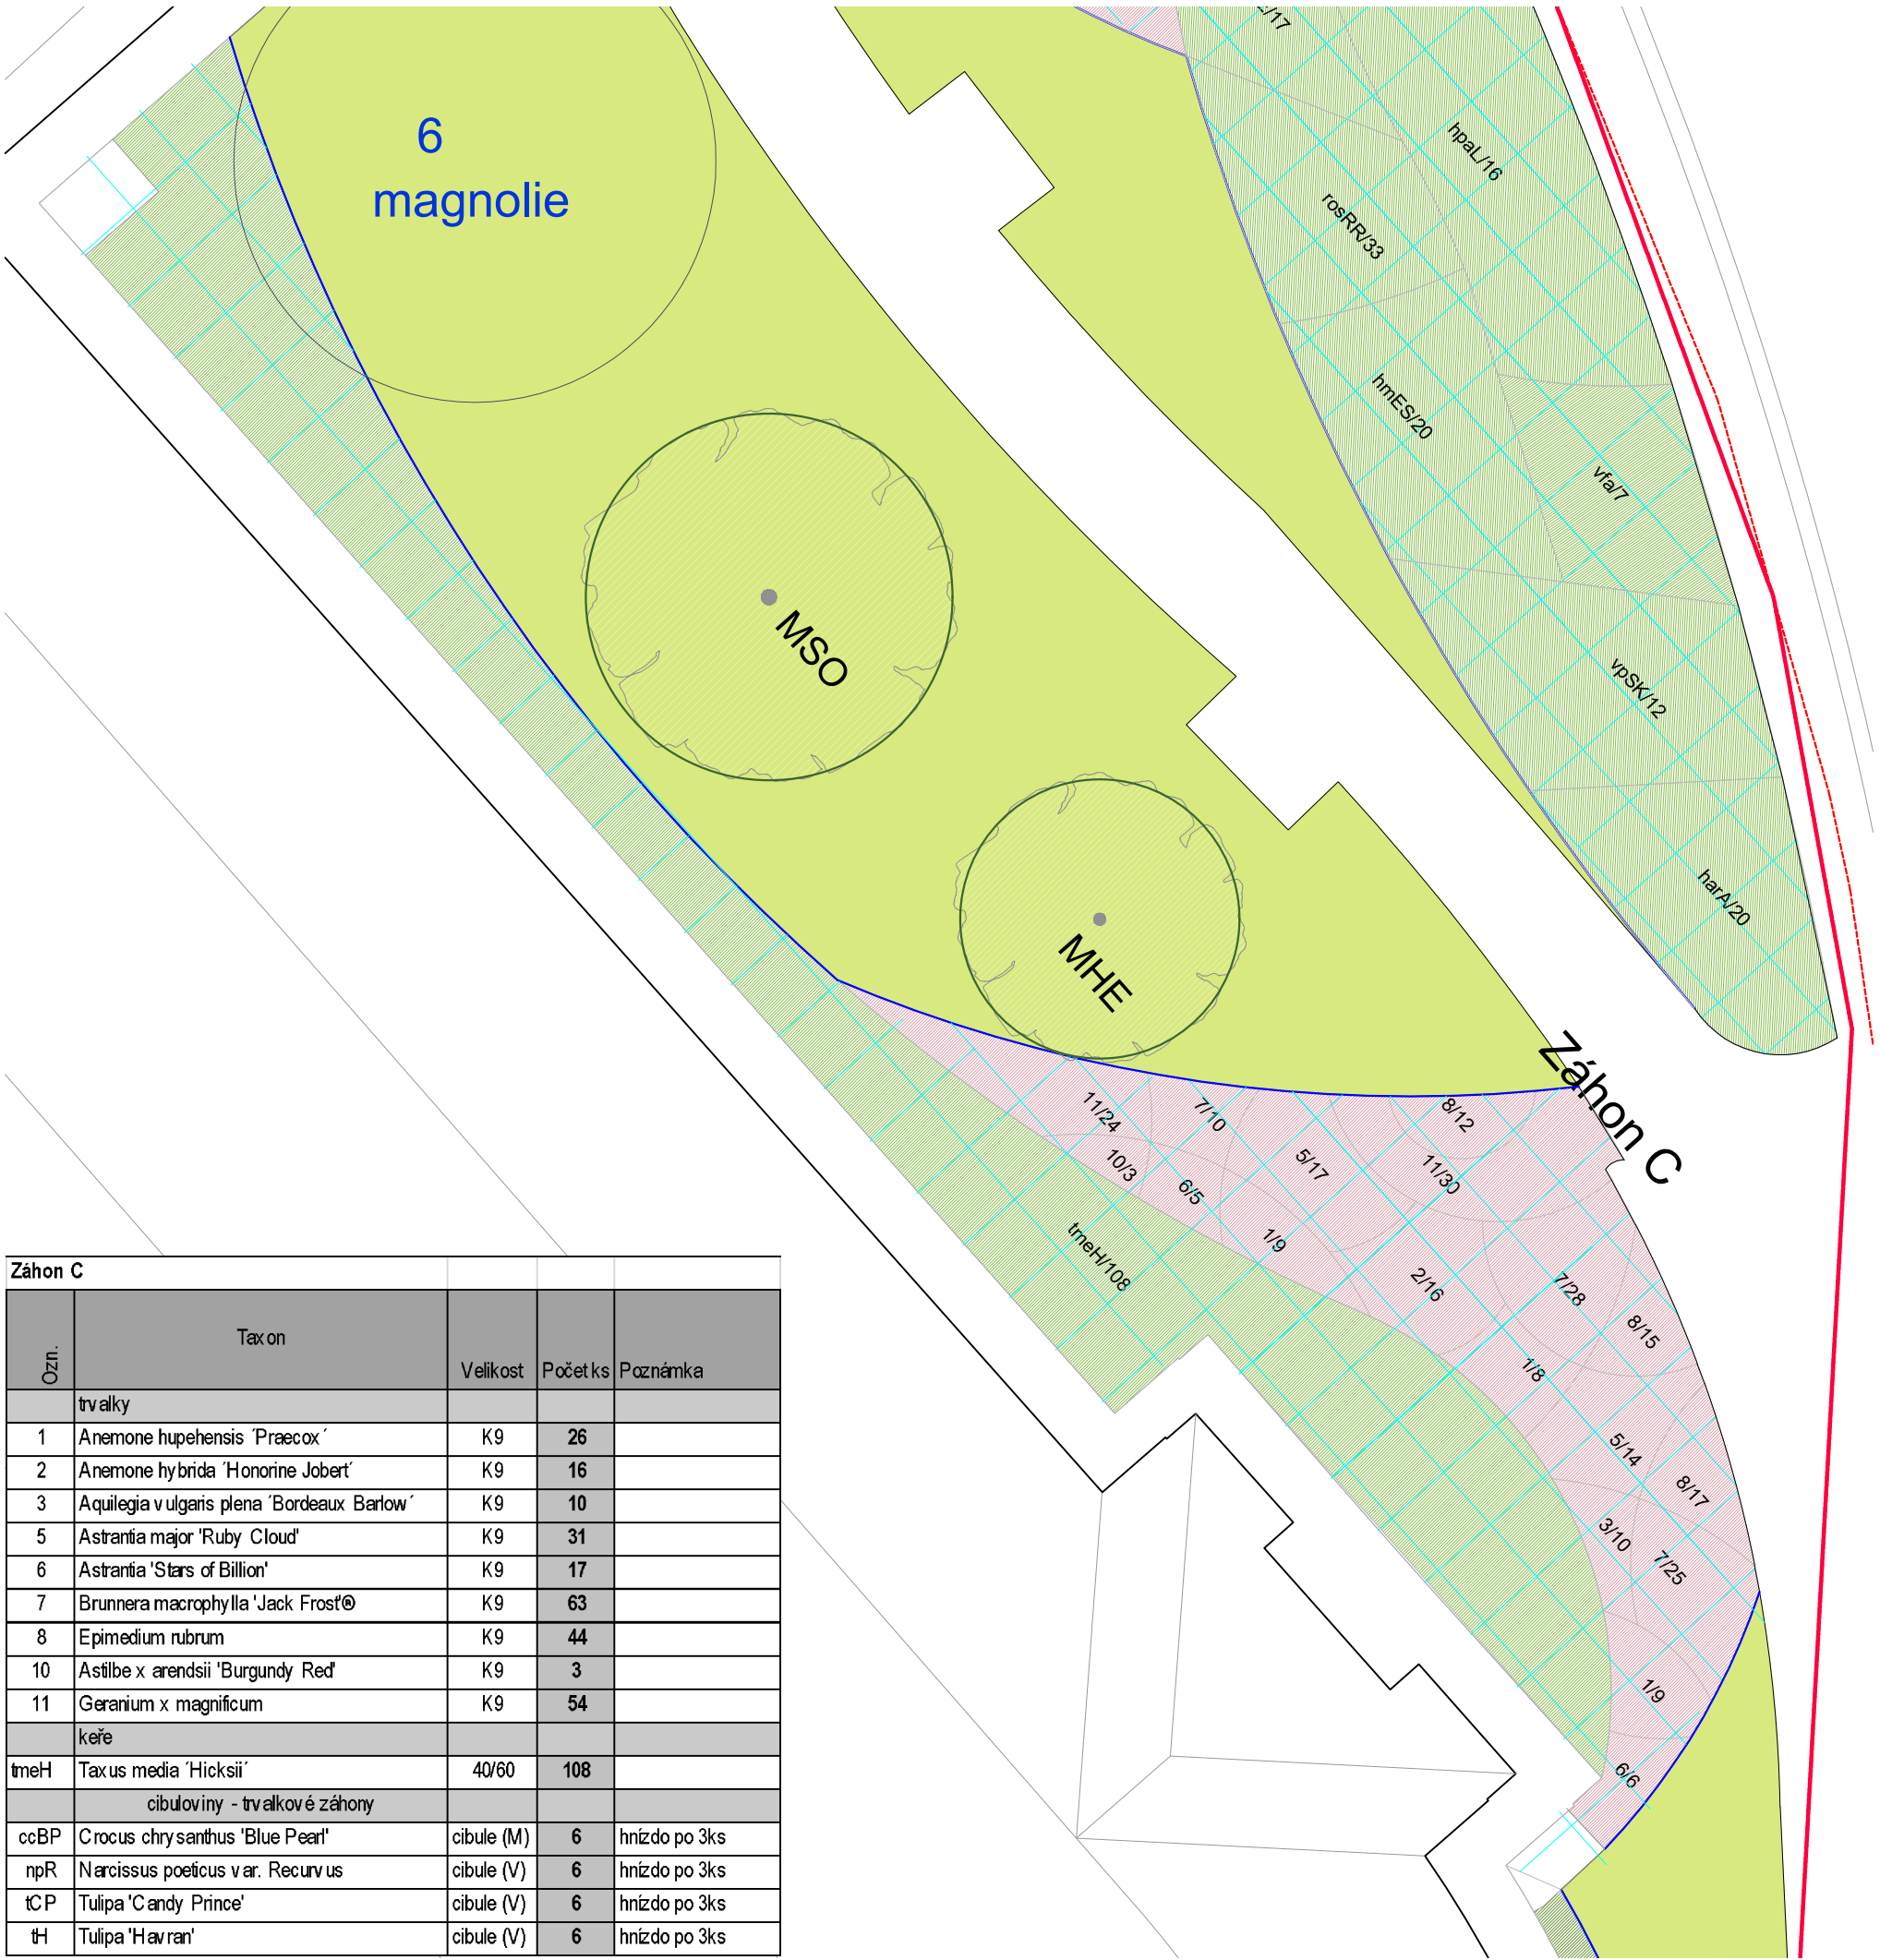 6
magnolie
/17
hpaL/16
rosRR/33
hmES/20
vfa/7
vpSK/12
harA/20
MSO
MHE
Záhon C
11/24
7/10
8/12
10/3
6/5
5/17
11/30
1/9
tmeH/108
2/16
7/28
8/15
1/8
5/14
8/17
3/10
7/25
1/9
6/6
Záhon C
Ozn. Taxon Velikost Počet ks Poznámka
trvalky
1 Anemone hupehensis ´Praecox´ K9 26
2 Anemone hybrida ´Honorine Jobert´ K9 16
3 Aquilegia vulgaris plena ´Bordeaux Barlow´ K9 10
5 Astrantia major 'Ruby Cloud' K9 31
6 Astrantia 'Stars of Billion' K9 17
7 Brunnera macrophylla 'Jack Frost'® K9 63
8 Epimedium rubrum K9 44
10 Astilbe x arendsii 'Burgundy Red' K9 3
11 Geranium x magnificum K9 54
keře
tmeH Taxus media ´Hicksii´ 40/60 108
cibuloviny - trvalkové záhony
ccBP Crocus chrysanthus 'Blue Pearl' cibule (M) 6 hnízdo po 3ks
npR Narcissus poeticus var. Recurvus cibule (V) 6 hnízdo po 3ks
tCP Tulipa 'Candy Prince' cibule (V) 6 hnízdo po 3ks
tH Tulipa 'Havran' cibule (V) 6 hnízdo po 3ks